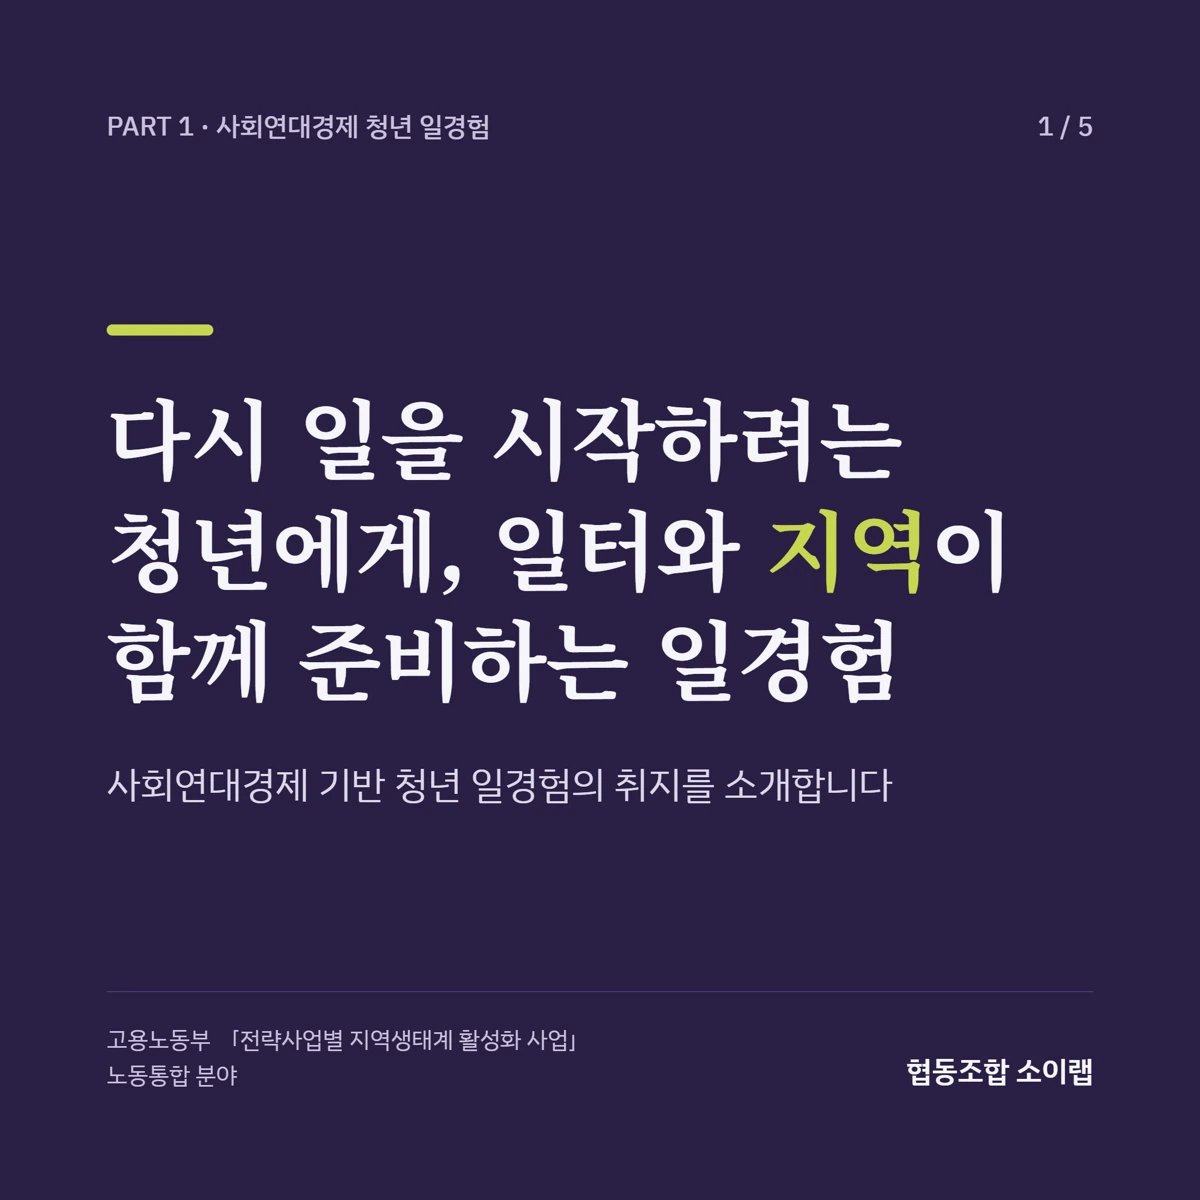 PART 1 · 사회연대경제 청년 일경험
1 / 5
다시 일을 시작하려는
청년에게, 일터와 지역이
함께 준비하는 일경험
사회연대경제 기반 청년 일경험의 취지를 소개합니다
고용노동부 「전략사업별 지역생태계 활성화 사업」
노동통합 분야
협동조합 소이랩